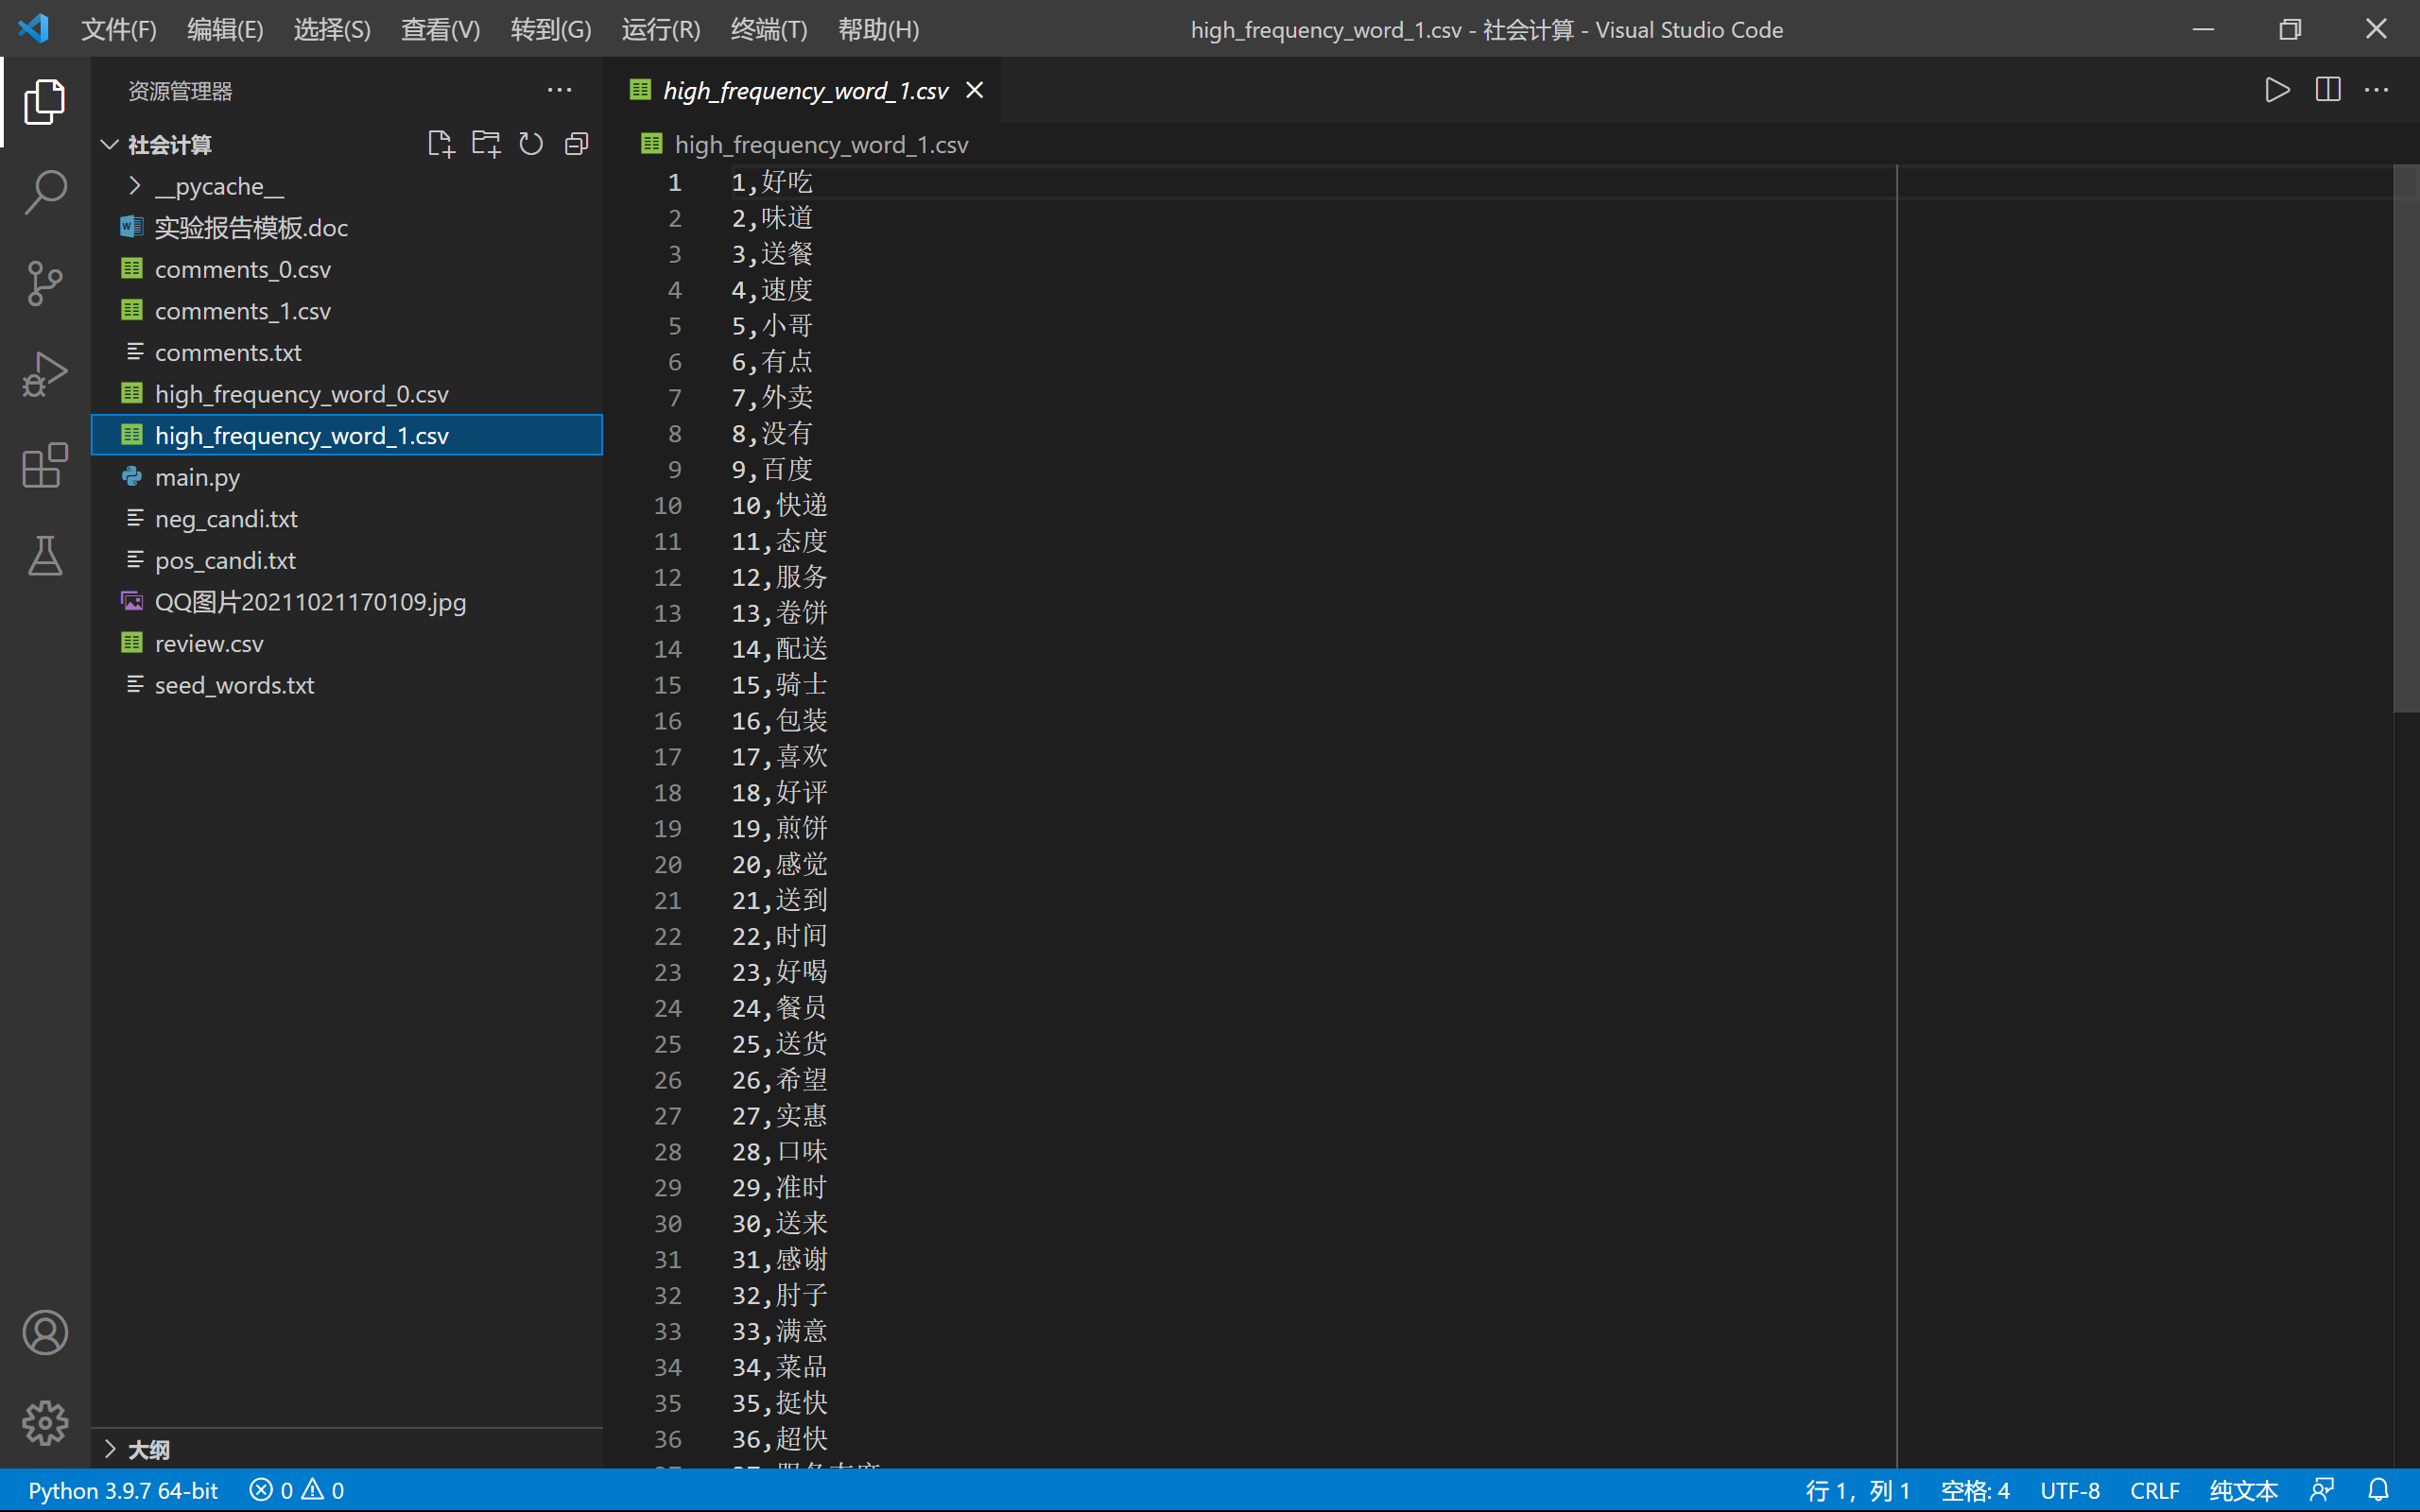 文件(F) 编辑(E) 选择(S) 查看(V) 转到(G) 运行(R) 终端(T) 帮助(H) high_frequency_word_1.csv - 社会计算 - Visual Studio Code
资源管理器
社会计算
__pycache__
实验报告模板.doc
comments_0.csv
comments_1.csv
comments.txt
high_frequency_word_0.csv
high_frequency_word_1.csv
main.py
neg_candi.txt
pos_candi.txt
QQ图片20211021170109.jpg
review.csv
seed_words.txt
大纲
high_frequency_word_1.csv
high_frequency_word_1.csv
1 1,好吃
2 2,味道
3 3,送餐
4 4,速度
5 5,小哥
6 6,有点
7 7,外卖
8 8,没有
9 9,百度
10 10,快递
11 11,态度
12 12,服务
13 13,卷饼
14 14,配送
15 15,骑士
16 16,包装
17 17,喜欢
18 18,好评
19 19,煎饼
20 20,感觉
21 21,送到
22 22,时间
23 23,好喝
24 24,餐员
25 25,送货
26 26,希望
27 27,实惠
28 28,口味
29 29,准时
30 30,送来
31 31,感谢
32 32,肘子
33 33,满意
34 34,菜品
35 35,挺快
36 36,超快
Python 3.9.7 64-bit 0 0 行 1，列 1 空格: 4 UTF-8 CRLF 纯文本